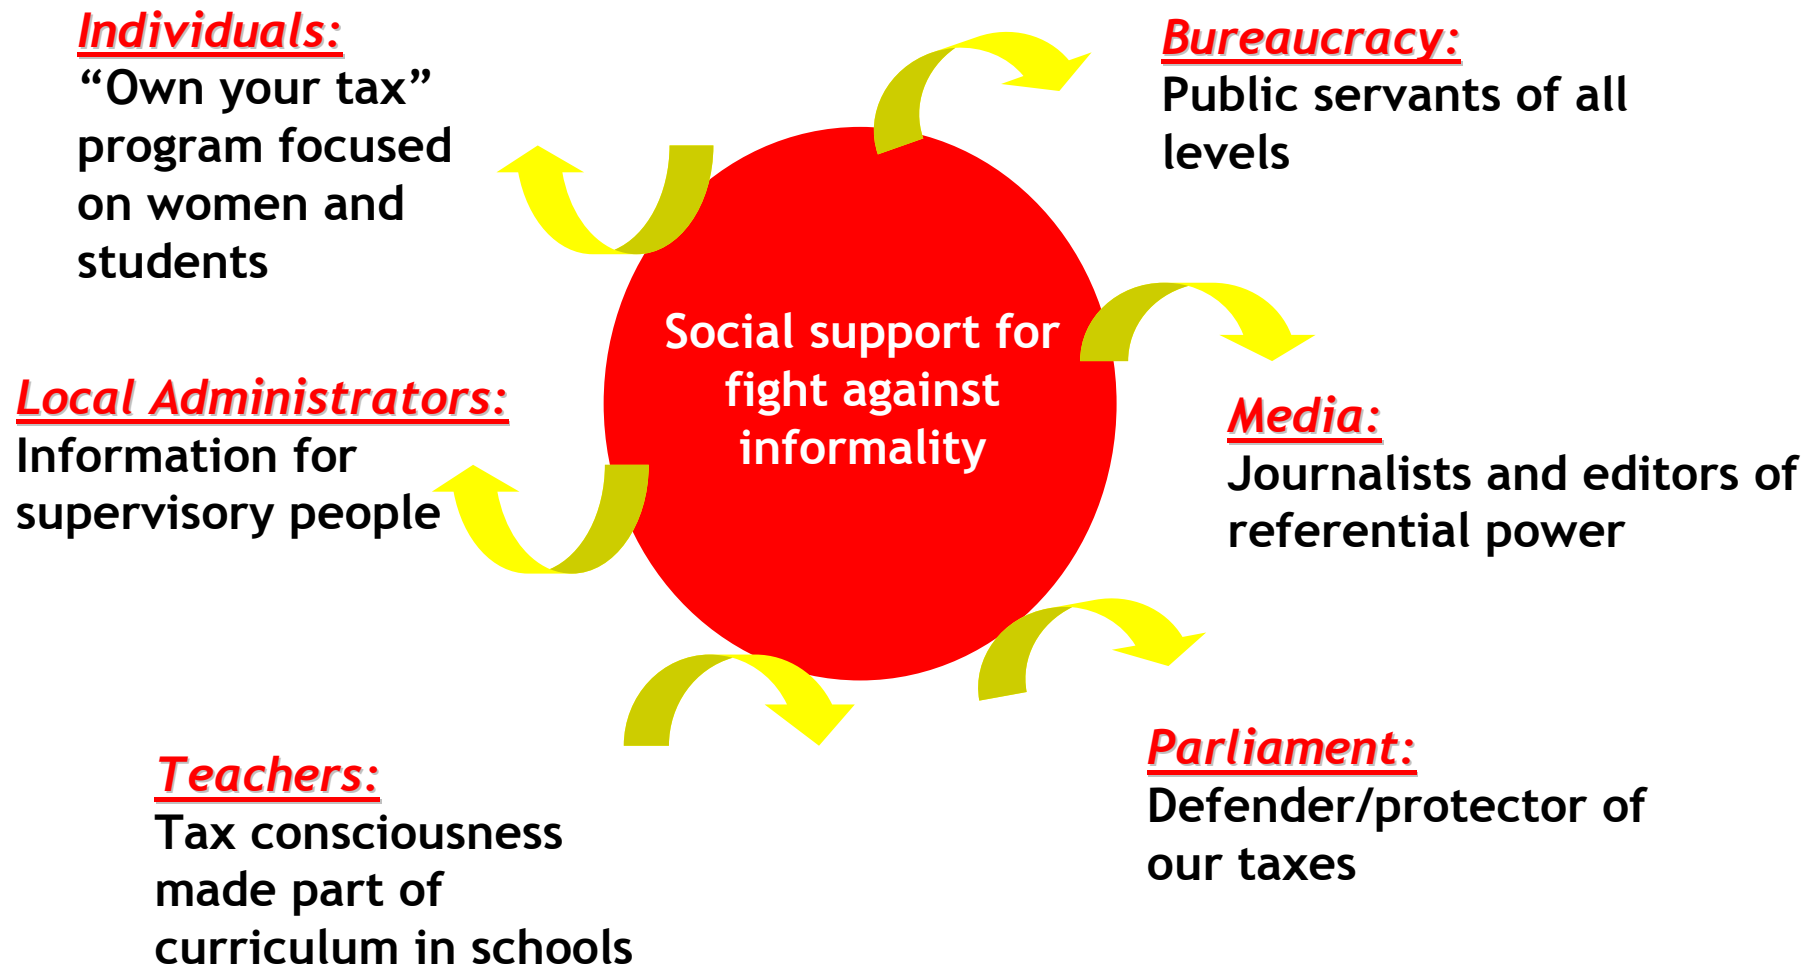 Individuals:
“Own your tax”
program focused
on women and
students
Bureaucracy:
Public servants of all
levels
Social support for
fight against
informality
Local Administrators:
Information for
supervisory people
Media:
Journalists and editors of
referential power
Teachers:
Tax consciousness
made part of
curriculum in schools
Parliament:
Defender/protector of
our taxes